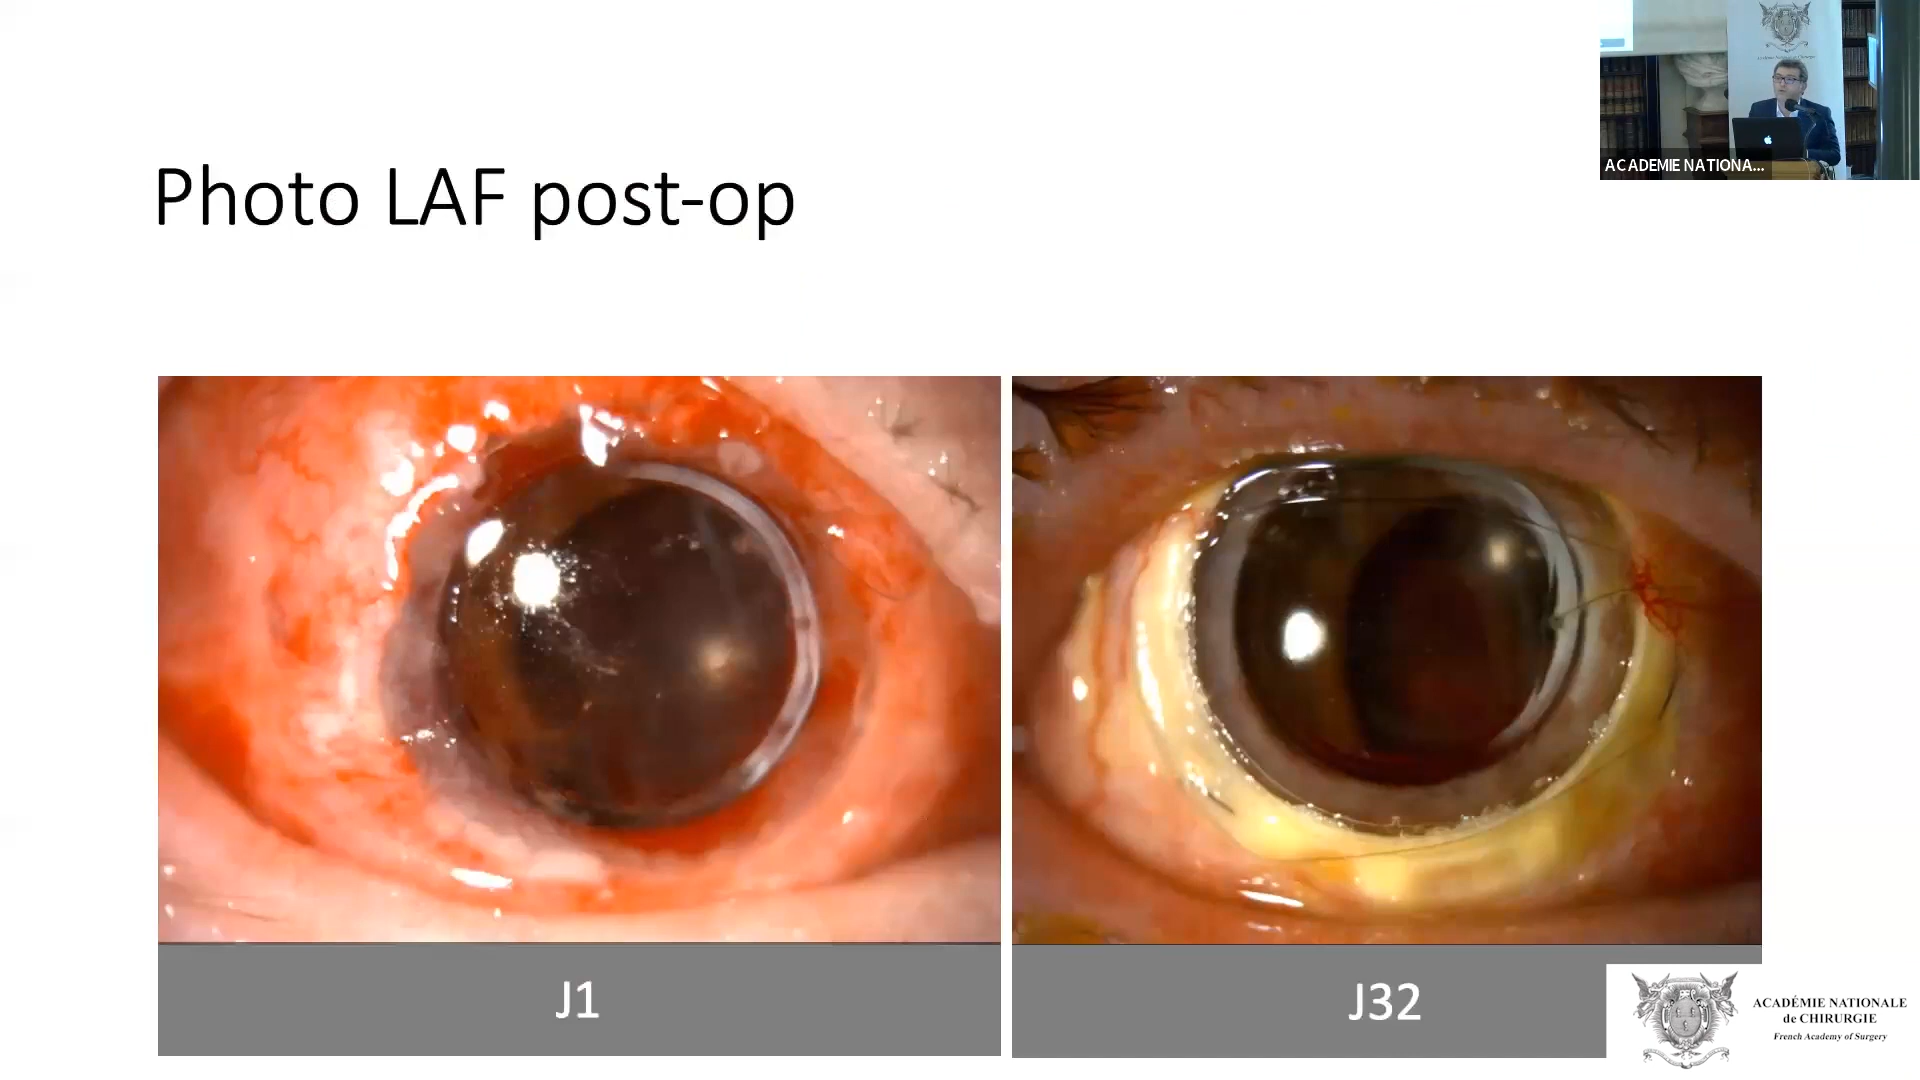 Photo LAF post-op
ACADEMIE NATIONA...
J1
J32
ACADÉMIE NATIONALE
de CHIRURGIE
French Academy of Surgery